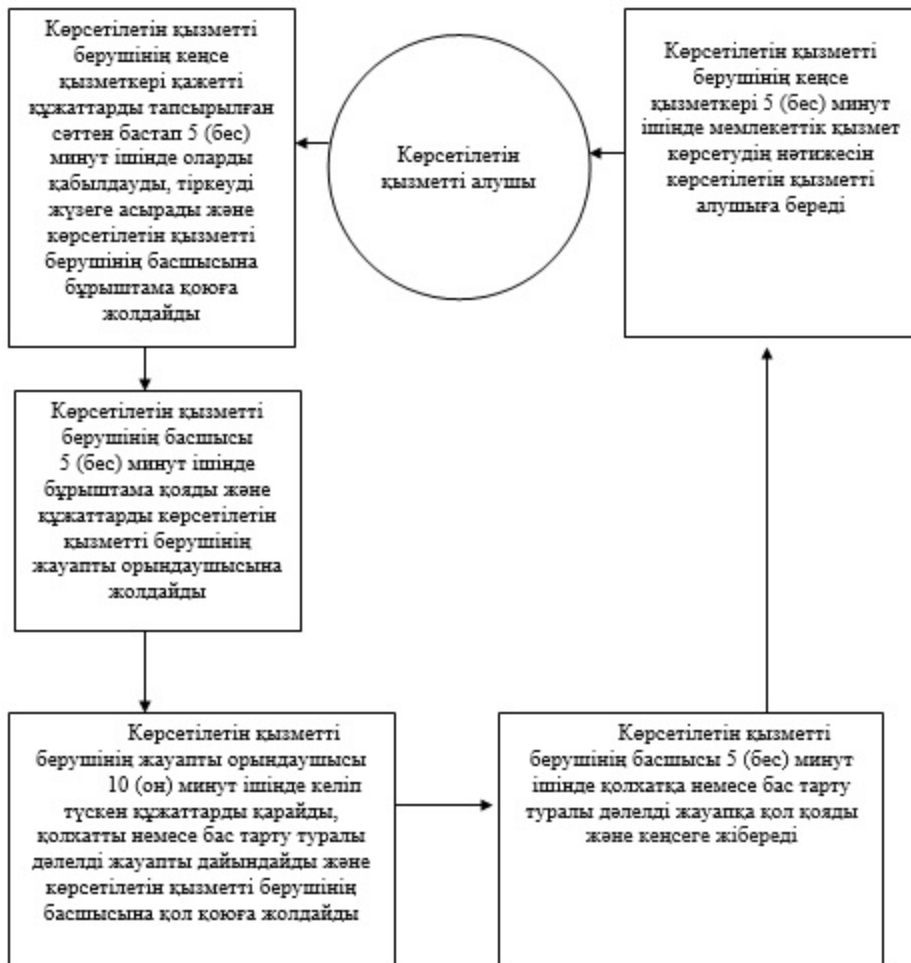 Көрсетілетін қызметті
берушінің кеңсе
қызметкері қажетті
құжаттарды тапсырылған
сәттен бастап 5 (бес)
минут ішінде оларды
қабылдауды, тіркеуді
жүзеге асырады және
көрсетілетін қызметті
берушінің басшысына
бұрыштама қоюға
жолдайды
Көрсетілетін
қызметті алушы
Көрсетілетін қызметті
берушінің кеңсе
қызметкері 5 (бес) минут
ішінде мемлекеттік қызмет
көрсетудің нәтижесін
көрсетілетін қызметті
алушыға береді
Көрсетілетін қызметті
берушінің басшысы
5 (бес) минут ішінде
бұрыштама қояды және
құжаттарды көрсетілетін
қызметті берушінің
жауапты орындаушысына
жолдайды
Көрсетілетін қызметті
берушінің жауапты орындаушысы
10 (он) минут ішінде келіп
түскен құжаттарды қарайды,
қолхатты немесе бас тарту туралы
дәлелді жауапты дайындайды және
көрсетілетін қызметті берушінің
басшысына қол қоюға жолдайды
Көрсетілетін қызметті
берушінің басшысы 5 (бес) минут
ішінде қолхатқа немесе бас тарту
туралы дәлелді жауапқа қол қояды
және кеңсеге жібереді